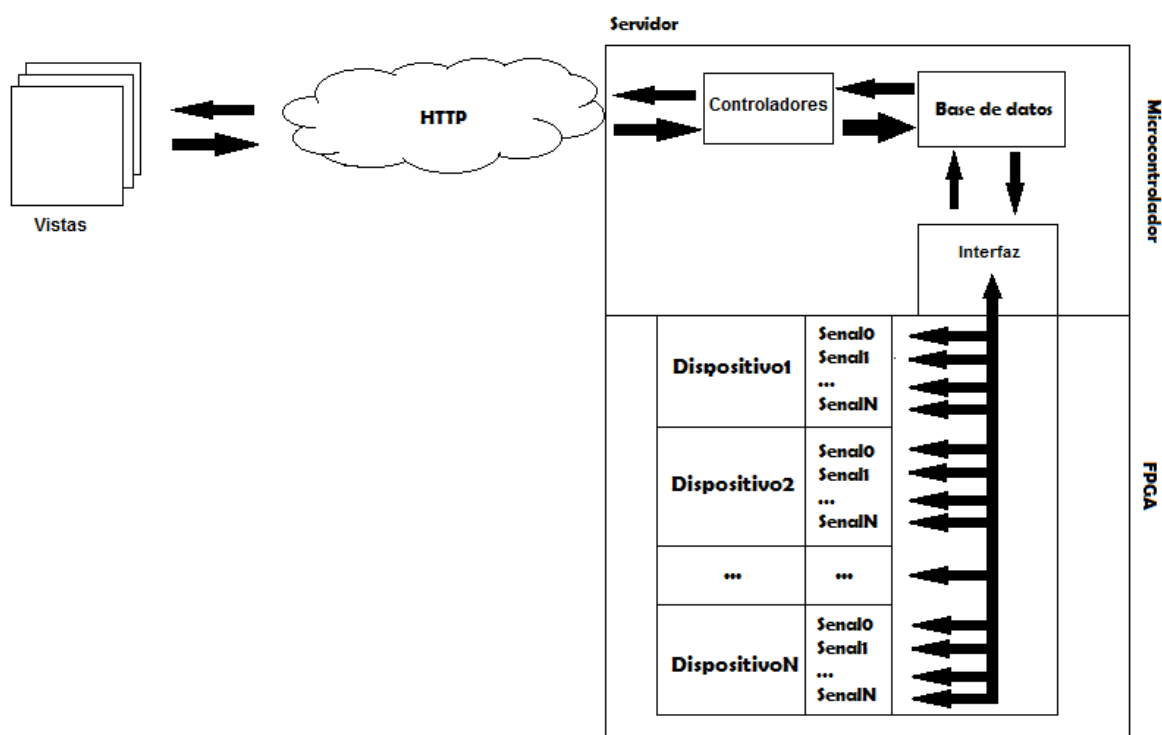 Servidor
Vistas
HTTP
Controladores
Base de datos
Microcontrolador
Interfaz
Dispositivo1
Senal0
Senal1
...
SenalN
Dispositivo2
Senal0
Senal1
...
SenalN
...
...
DispositivoN
Senal0
Senal1
...
SenalN
FPGA